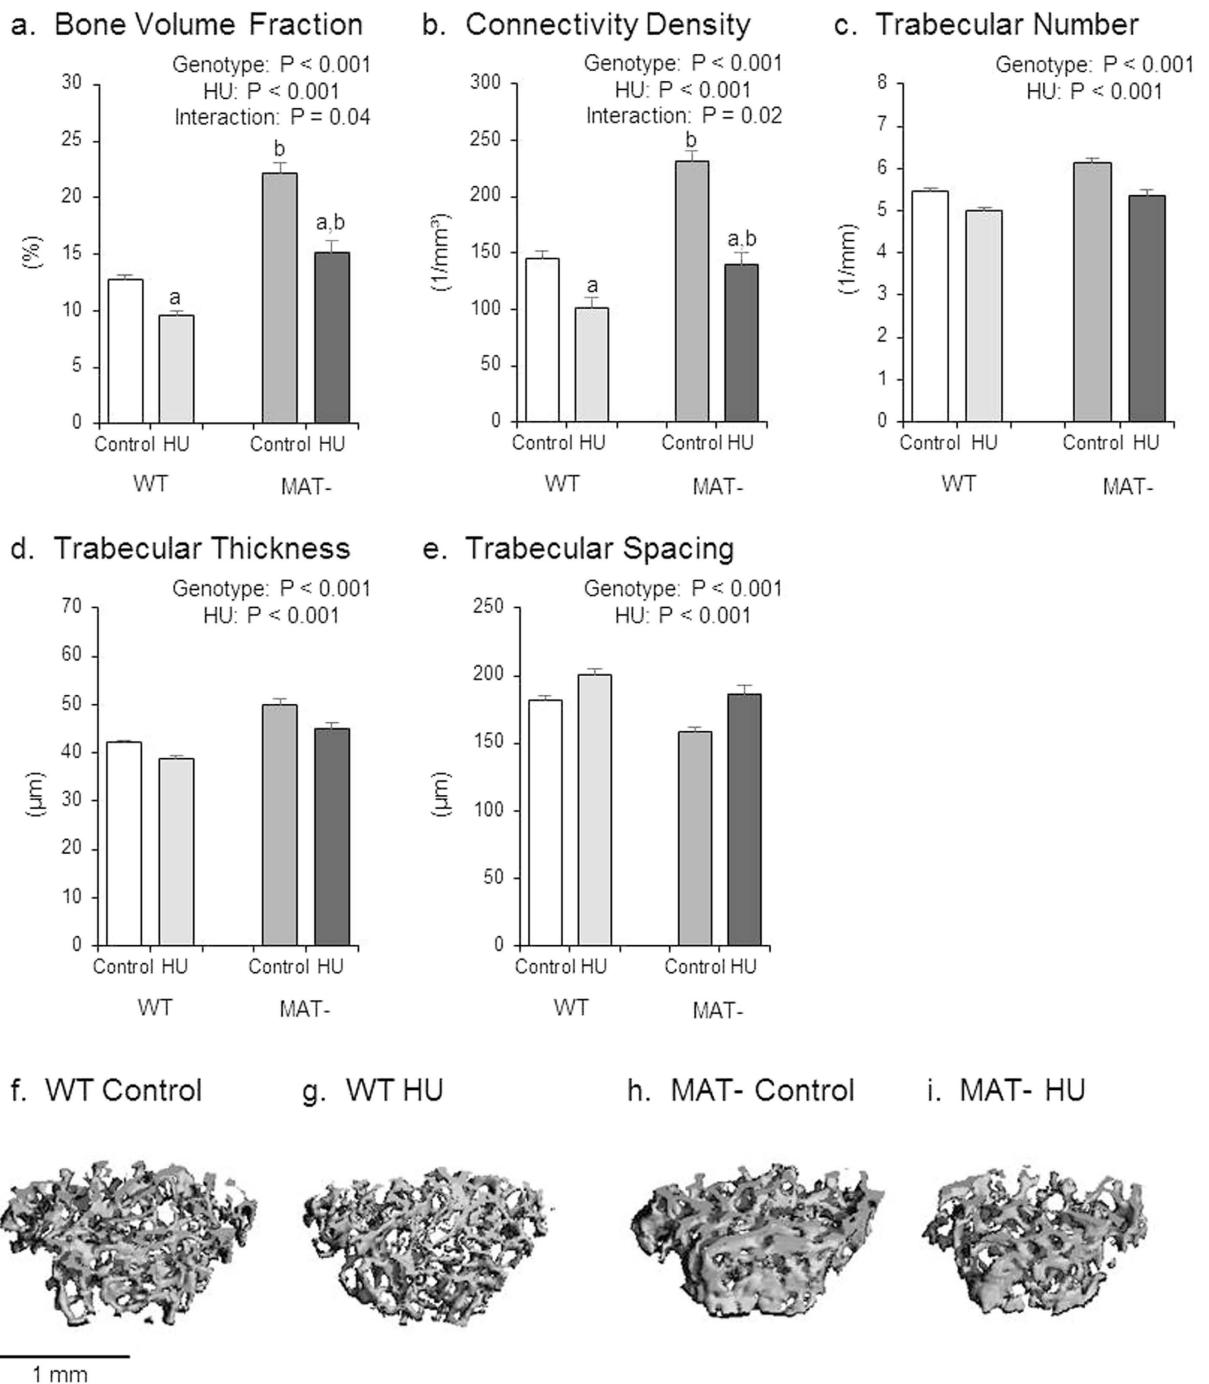 a. Bone Volume Fraction
Genotype: P < 0.001
HU: P < 0.001
Interaction: P = 0.04
30
25
20
15
10
5
0
(%)
a
b
a,b
Control HU
Control HU
WT
MAT-
b. Connectivity Density
Genotype: P < 0.001
HU: P < 0.001
Interaction: P = 0.02
300
250
200
150
100
50
0
(1/mm³)
a
b
a,b
Control HU
Control HU
WT
MAT-
c. Trabecular Number
Genotype: P < 0.001
HU: P < 0.001
8
7
6
5
4
3
2
1
0
(1/mm)
Control HU
Control HU
WT
MAT-
d. Trabecular Thickness
Genotype: P < 0.001
HU: P < 0.001
70
60
50
40
30
20
10
0
(µm)
Control HU
Control HU
WT
MAT-
e. Trabecular Spacing
Genotype: P < 0.001
HU: P < 0.001
250
200
150
100
50
0
(µm)
Control HU
Control HU
WT
MAT-
f. WT Control
g. WT HU
h. MAT- Control
i. MAT- HU
1 mm